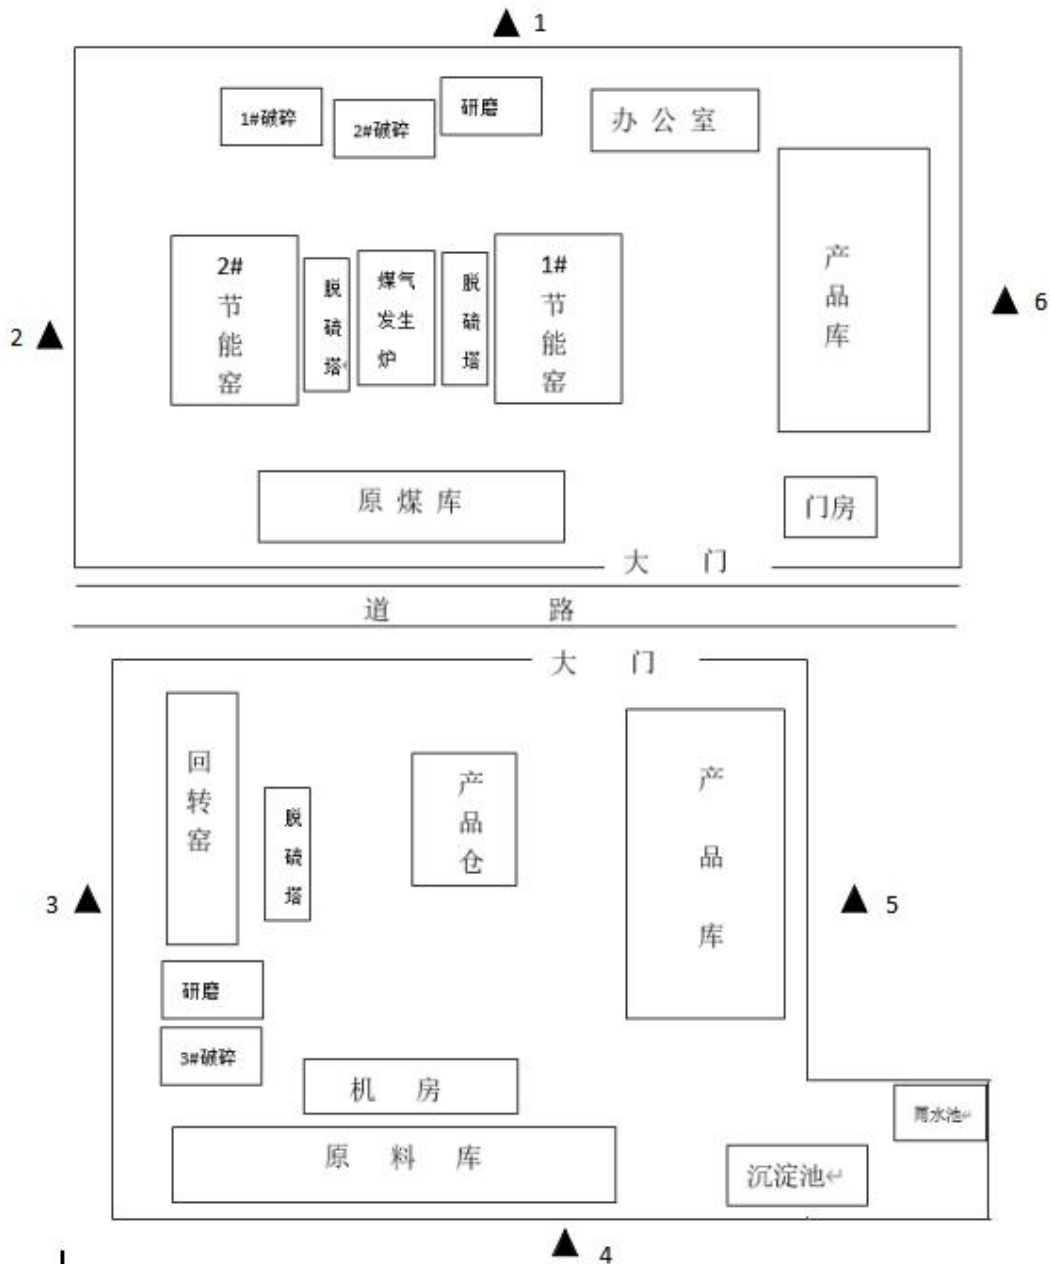 ▲ 1
1#破碎
2#破碎
研磨
办公室
产品库
2#节能窑
脱硫塔
煤气发生炉
脱硫塔
1#节能窑
2 ▲
▲ 6
原煤库
门房
大 门
道 路
大 门
回转窑
脱硫塔
产品仓
产品库
3 ▲
▲ 5
研磨
3#破碎
机 房
原 料 库
雨水池
沉淀池
▲ 4